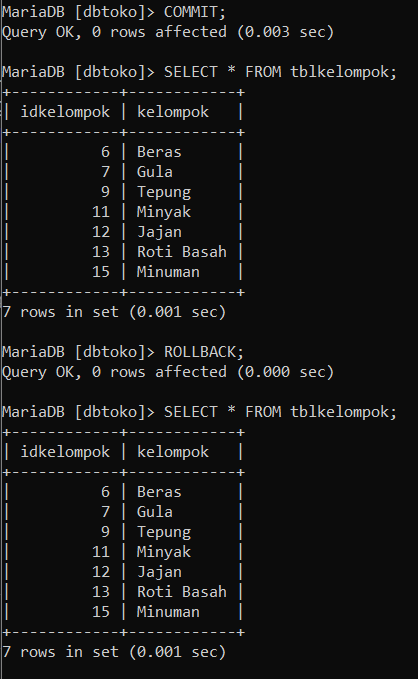 MariaDB [dbtoko]> COMMIT;
Query OK, 0 rows affected (0.003 sec)
MariaDB [dbtoko]> SELECT * FROM tblkelompok;
+------------+------------+
| idkelompok | kelompok   |
+------------+------------+
|          6 | Beras      |
|          7 | Gula       |
|          9 | Tepung     |
|         11 | Minyak     |
|         12 | Jajan      |
|         13 | Roti Basah |
|         15 | Minuman    |
+------------+------------+
7 rows in set (0.001 sec)
MariaDB [dbtoko]> ROLLBACK;
Query OK, 0 rows affected (0.000 sec)
MariaDB [dbtoko]> SELECT * FROM tblkelompok;
+------------+------------+
| idkelompok | kelompok   |
+------------+------------+
|          6 | Beras      |
|          7 | Gula       |
|          9 | Tepung     |
|         11 | Minyak     |
|         12 | Jajan      |
|         13 | Roti Basah |
|         15 | Minuman    |
+------------+------------+
7 rows in set (0.001 sec)